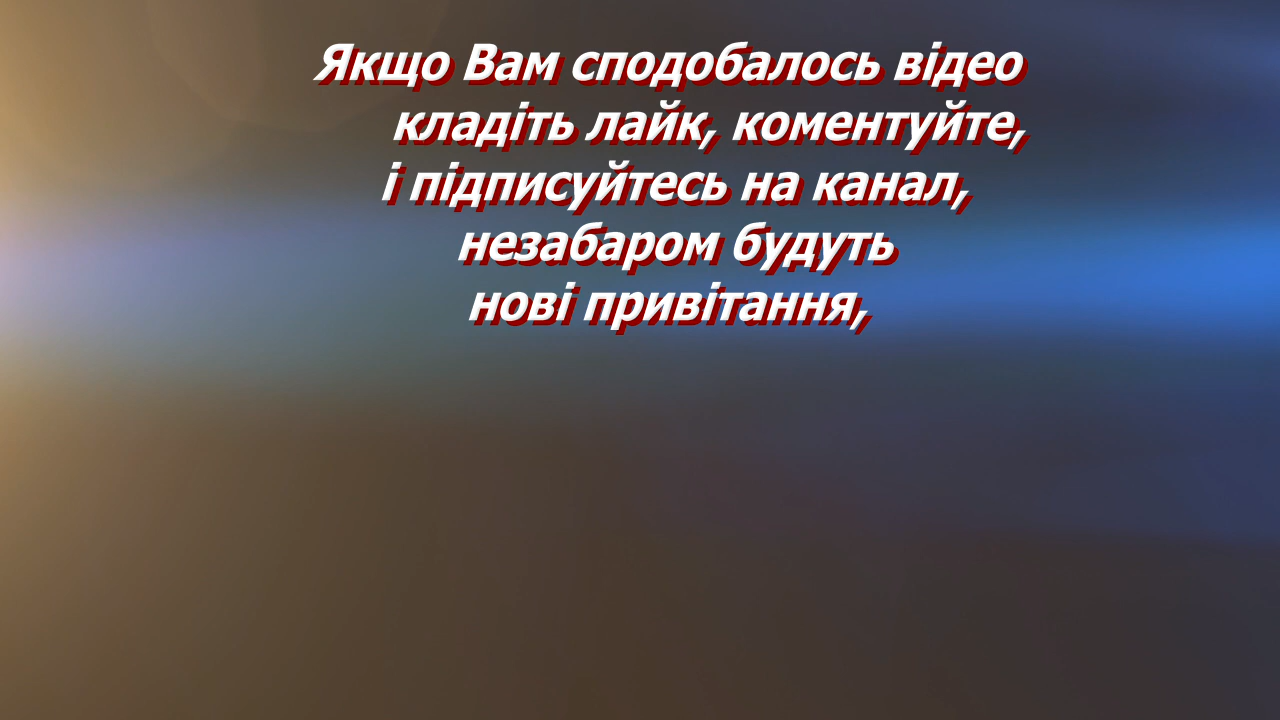 Якщо Вам сподобалось відео
кладіть лайк, коментуйте,
і підписуйтесь на канал,
незабаром будуть
нові привітання,